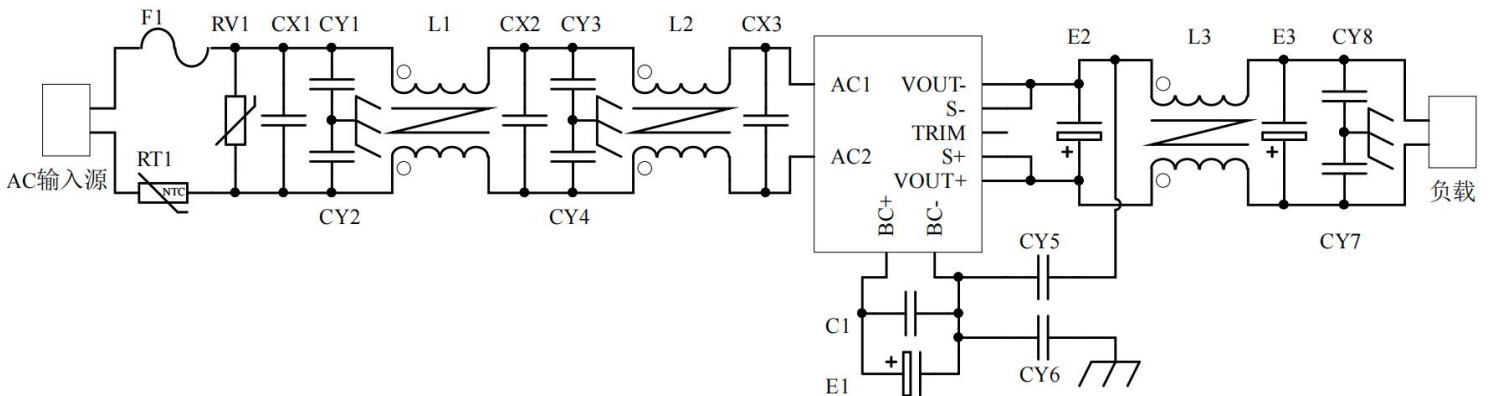 F1
RV1
CX1
CY1
L1
CX2
CY3
L2
CX3
E2
L3
E3
CY8
AC1
VOUT-
S-
TRIM
AC2
S+
VOUT+
BC+
BC-
AC输入源
RT1
NTC
CY2
CY4
负载
CY7
CY5
C1
CY6
E1
+
+
+